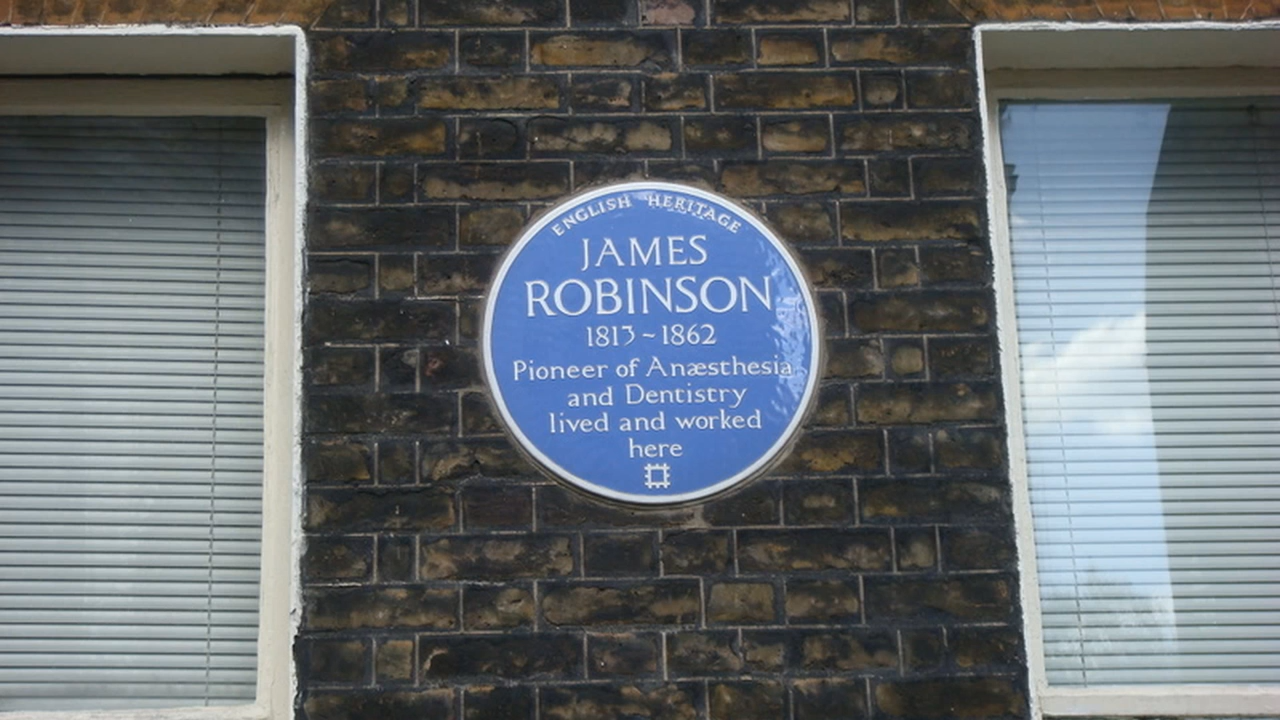 ENGLISH HERITAGE
JAMES
ROBINSON
1813~1862
Pioneer of Anæsthesia
and Dentistry
lived and worked
here